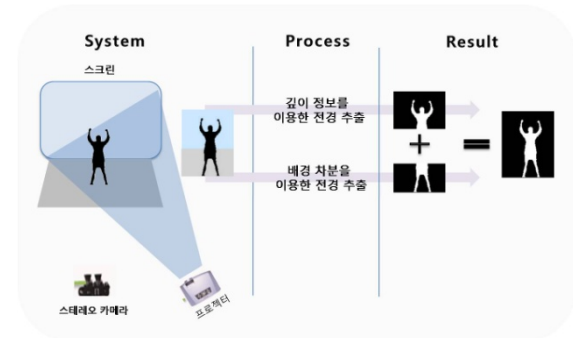 System
Process
Result
스크린
깊이 정보를
이용한 전경 추출
배경 차분을
이용한 전경 추출
스테레오 카메라
프로젝터